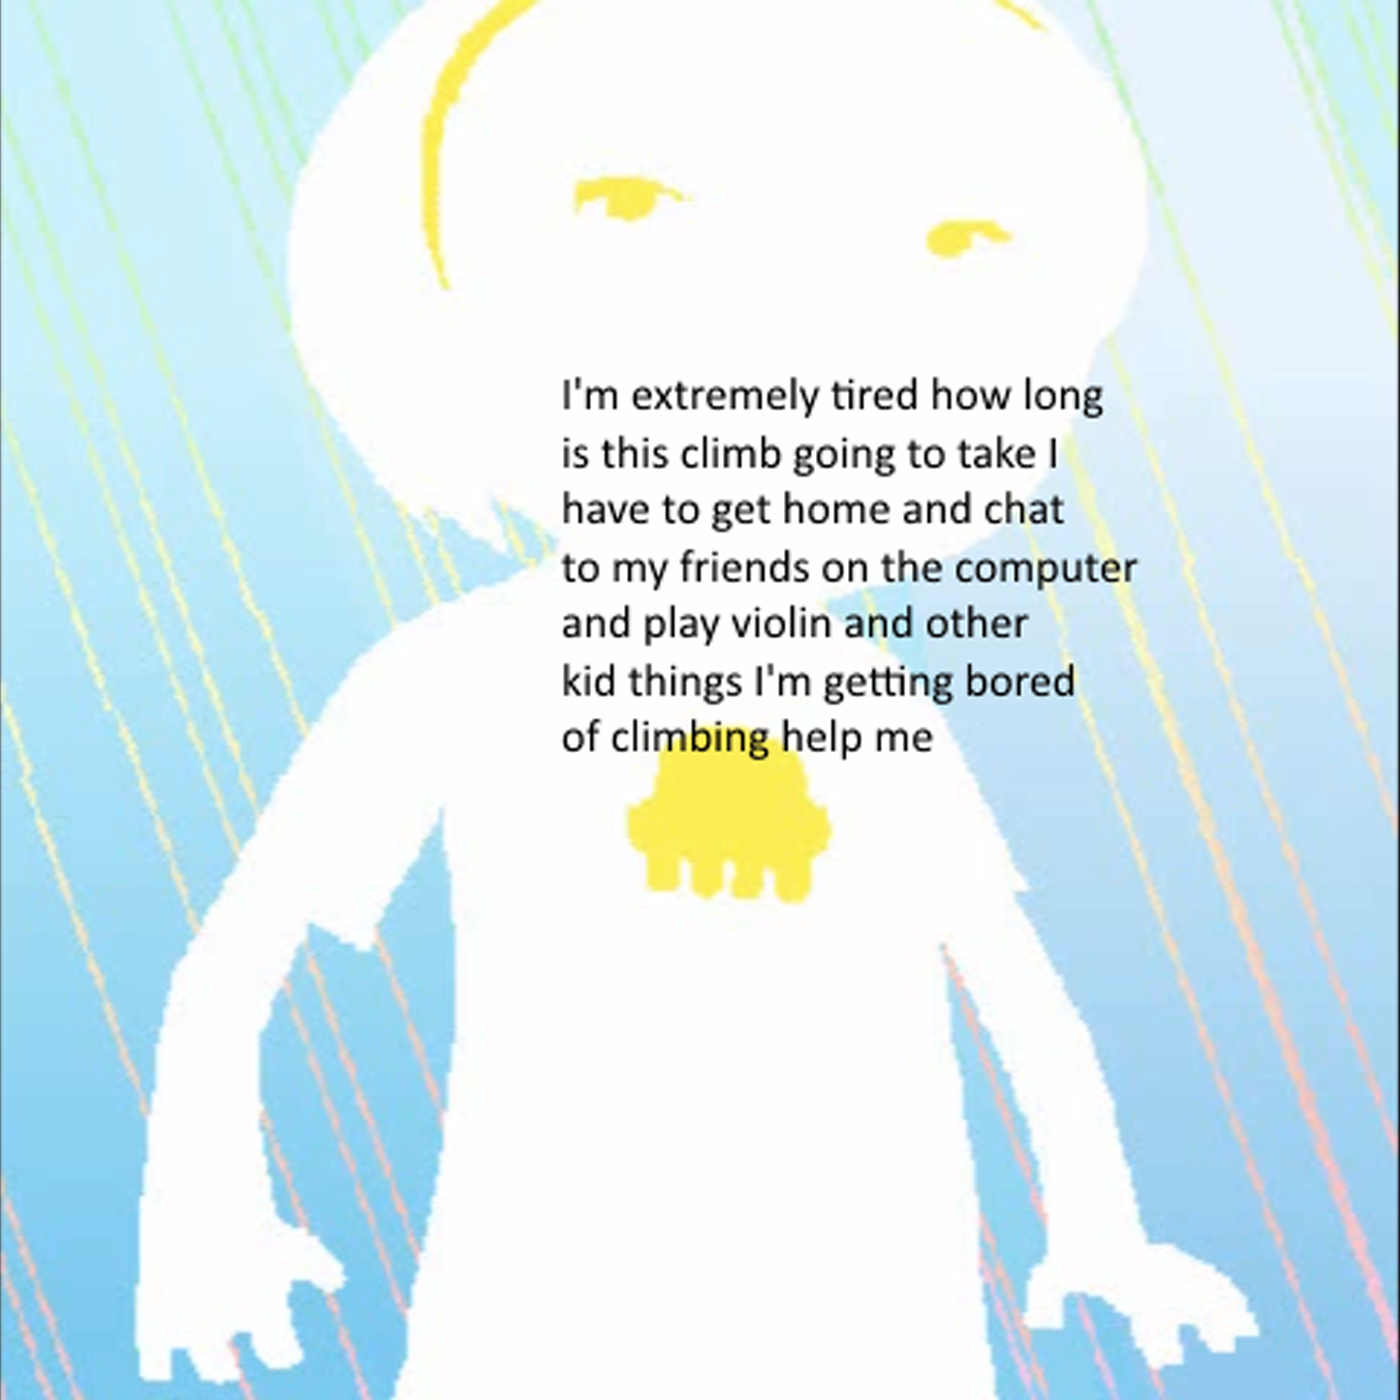 I'm extremely tired how long
is this climb going to take I
have to get home and chat
to my friends on the computer
and play violin and other
kid things I'm getting bored
of climbing help me